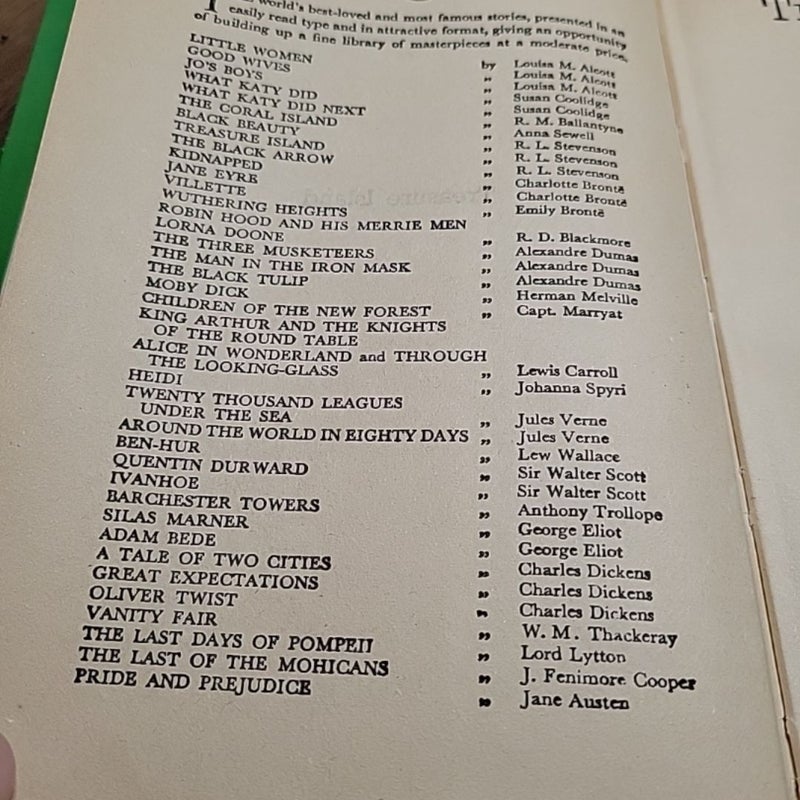 world's best-loved and most famous stories, presented in an
easily read type and in attractive format, giving an opportunity
of building up a fine library of masterpieces at a moderate price.
LITTLE WOMEN by Louisa M. Alcott
GOOD WIVES " Louisa M. Alcott
JO'S BOYS " Louisa M. Alcott
WHAT KATY DID " Susan Coolidge
WHAT KATY DID NEXT " Susan Coolidge
THE CORAL ISLAND " R. M. Ballantyne
BLACK BEAUTY " Anna Sewell
TREASURE ISLAND " R. L. Stevenson
THE BLACK ARROW " R. L. Stevenson
KIDNAPPED " R. L. Stevenson
JANE EYRE " Charlotte Brontë
VILLETTE " Charlotte Brontë
WUTHERING HEIGHTS " Emily Brontë
ROBIN HOOD AND HIS MERRIE MEN
LORNA DOONE " R. D. Blackmore
THE THREE MUSKETEERS " Alexandre Dumas
THE MAN IN THE IRON MASK " Alexandre Dumas
THE BLACK TULIP " Alexandre Dumas
MOBY DICK " Herman Melville
CHILDREN OF THE NEW FOREST " Capt. Marryat
KING ARTHUR AND THE KNIGHTS
OF THE ROUND TABLE
ALICE IN WONDERLAND and THROUGH
THE LOOKING-GLASS " Lewis Carroll
HEIDI " Johanna Spyri
TWENTY THOUSAND LEAGUES
UNDER THE SEA " Jules Verne
AROUND THE WORLD IN EIGHTY DAYS " Jules Verne
BEN-HUR " Lew Wallace
QUENTIN DURWARD " Sir Walter Scott
IVANHOE " Sir Walter Scott
BARCHESTER TOWERS " Anthony Trollope
SILAS MARNER " George Eliot
ADAM BEDE " George Eliot
A TALE OF TWO CITIES " Charles Dickens
GREAT EXPECTATIONS " Charles Dickens
OLIVER TWIST " Charles Dickens
VANITY FAIR " W. M. Thackeray
THE LAST DAYS OF POMPEII " Lord Lytton
THE LAST OF THE MOHICANS " J. Fenimore Cooper
PRIDE AND PREJUDICE " Jane Austen